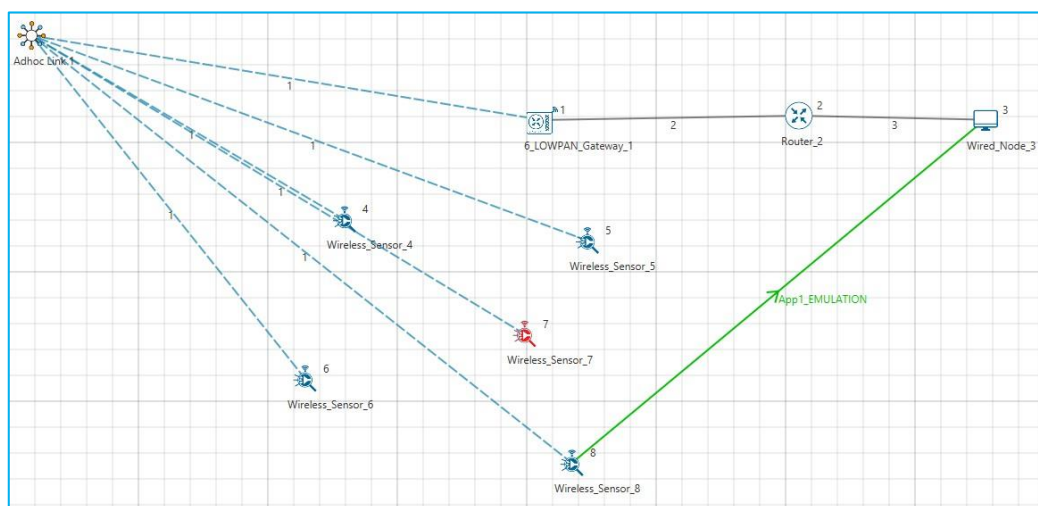 Adhoc Link 1
1
1
6_LOWPAN_Gateway_1
2
2
Router_2
3
3
Wired_Node_3
1
1
1
1
1
4
Wireless_Sensor_4
5
Wireless_Sensor_5
App1_EMULATION
7
Wireless_Sensor_7
6
Wireless_Sensor_6
8
Wireless_Sensor_8